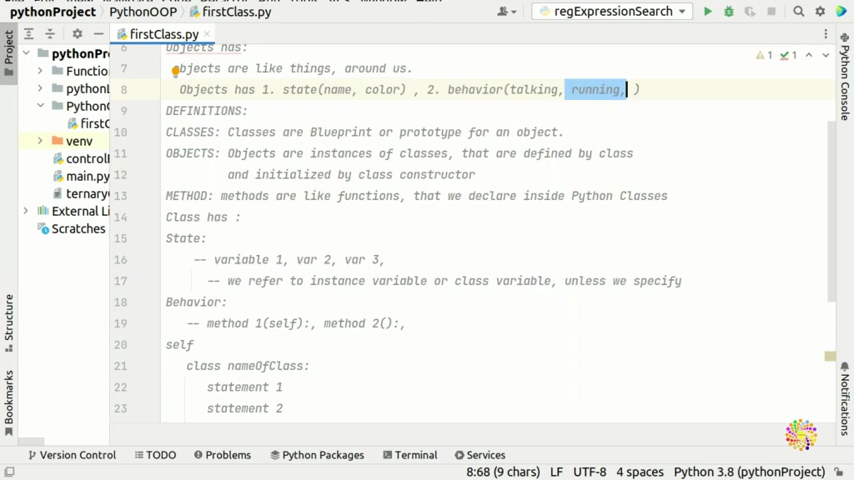 pythonProject
PythonOOP
firstClass.py
regExpressionSearch
Project
firstClass.py
pythonPr
Function
pythonL
PythonC
firstC
venv
controlF
main.py
ternary
External Li
Scratches
6 Objects has:
1 1
7 objects are like things, around us.
8 Objects has 1. state(name, color) , 2. behavior(talking, running, )
9 DEFINITIONS:
10 CLASSES: Classes are Blueprint or prototype for an object.
11 OBJECTS: Objects are instances of classes, that are defined by class
12 and initialized by class constructor
13 METHOD: methods are like functions, that we declare inside Python Classes
14 Class has :
15 State:
16 -- variable 1, var 2, var 3,
17 -- we refer to instance variable or class variable, unless we specify
18 Behavior:
19 -- method 1(self):, method 2():,
20 self
21 class nameOfClass:
22 statement 1
23 statement 2
Python Console
Structure
Bookmarks
Notifications
Version Control TODO Problems Python Packages Terminal Services
8:68 (9 chars) LF UTF-8 4 spaces Python 3.8 (pythonProject)